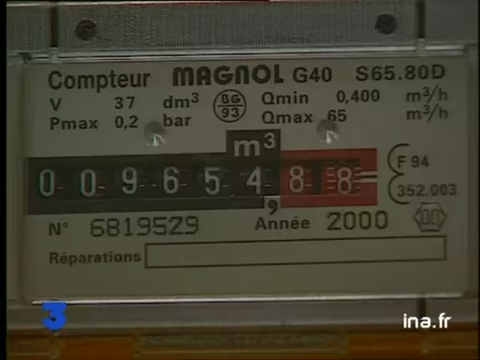 Compteur MAGNOL G40 S65.80D
V 37 dm³ BG 93 Qmin 0,400 m³/h
Pmax 0,2 bar Qmax 65 m³/h
m³
0 0 9 6 5 4, 8 8
F 94
352.003
N° 6819529 Année 2000
Réparations
3 ina.fr